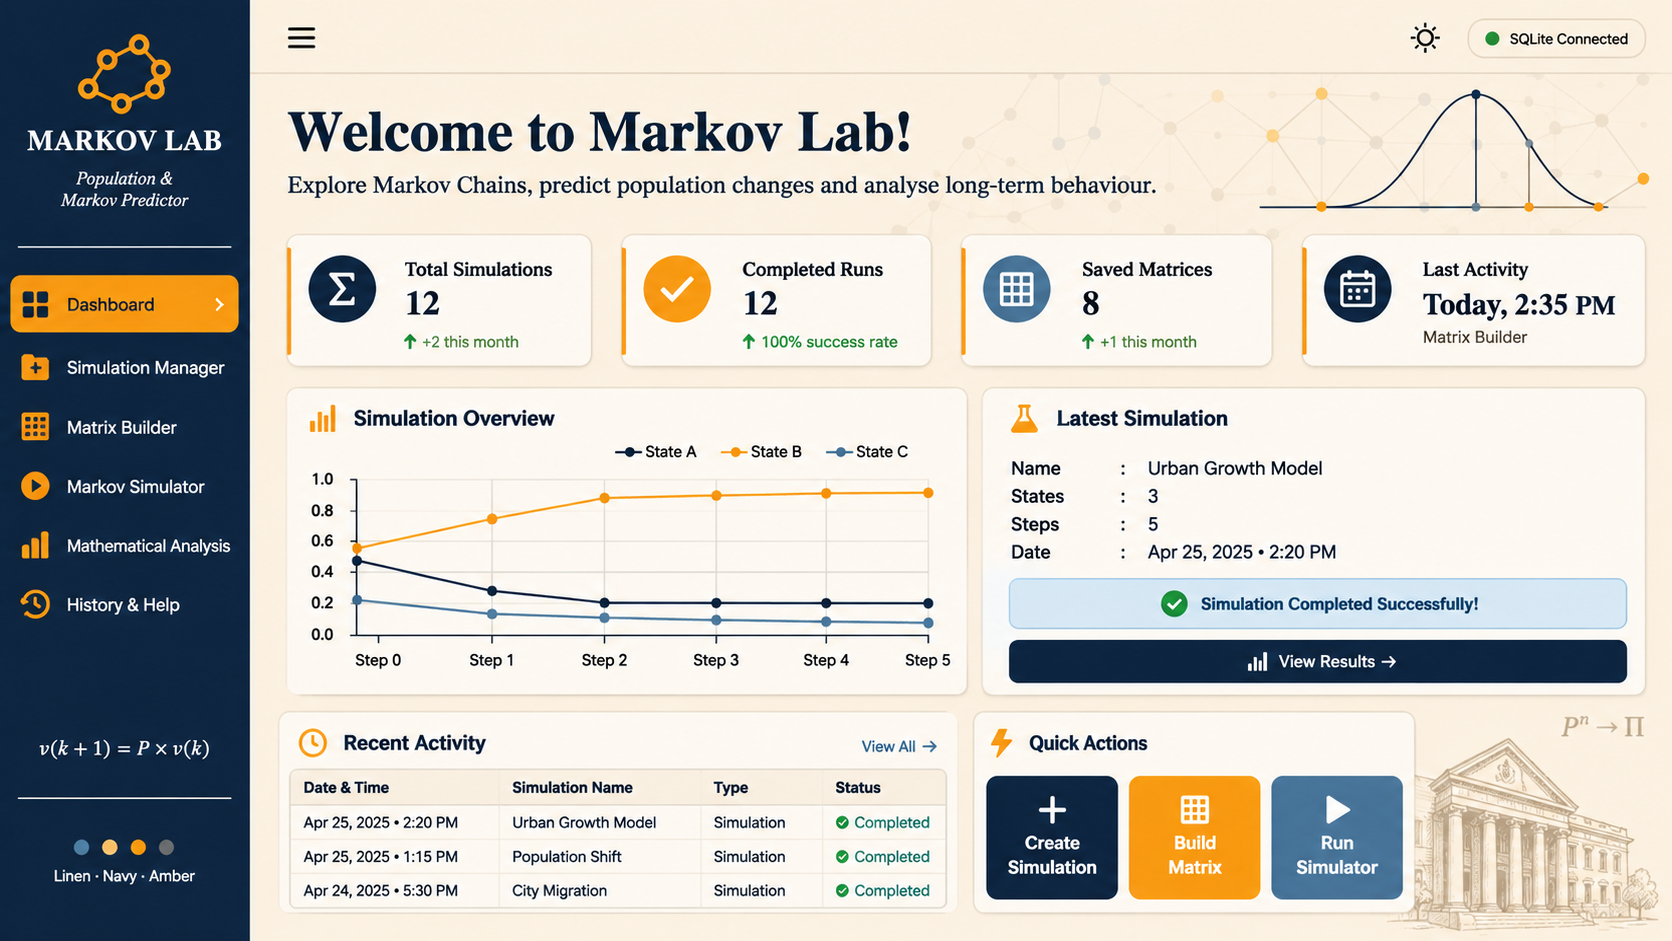 MARKOV LAB
Population &
Markov Predictor
Dashboard
Simulation Manager
Matrix Builder
Markov Simulator
Mathematical Analysis
History & Help
v(k + 1) = P × v(k)
Linen · Navy · Amber
SQLite Connected
Welcome to Markov Lab!
Explore Markov Chains, predict population changes and analyse long-term behaviour.
Σ
Total Simulations
12
+2 this month
Completed Runs
12
100% success rate
Saved Matrices
8
+1 this month
Last Activity
Today, 2:35 PM
Matrix Builder
Simulation Overview
State A State B State C
1.0
0.8
0.6
0.4
0.2
0.0
Step 0 Step 1 Step 2 Step 3 Step 4 Step 5
Latest Simulation
Name : Urban Growth Model
States : 3
Steps : 5
Date : Apr 25, 2025 • 2:20 PM
Simulation Completed Successfully!
View Results →
Recent Activity
View All →
Date & Time Simulation Name Type Status
Apr 25, 2025 • 2:20 PM Urban Growth Model Simulation Completed
Apr 25, 2025 • 1:15 PM Population Shift Simulation Completed
Apr 24, 2025 • 5:30 PM City Migration Simulation Completed
Quick Actions
Create
Simulation
Build
Matrix
Run
Simulator
Pⁿ → Π